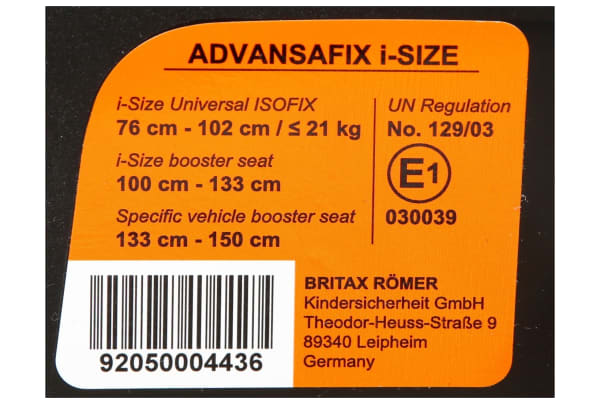 ADVANSAFIX i-SIZE
i-Size Universal ISOFIX
76 cm - 102 cm / ≤ 21 kg
i-Size booster seat
100 cm - 133 cm
Specific vehicle booster seat
133 cm - 150 cm
UN Regulation
No. 129/03
E1
030039
92050004436
BRITAX RÖMER
Kindersicherheit GmbH
Theodor-Heuss-Straße 9
89340 Leipheim
Germany